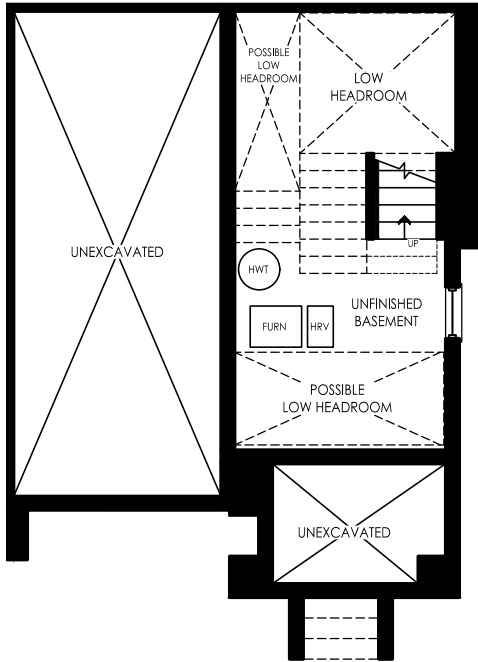 POSSIBLE
LOW
HEADROOM
LOW
HEADROOM
UNEXCAVATED
UP
HWT
UNFINISHED
BASEMENT
FURN
HRV
POSSIBLE
LOW HEADROOM
UNEXCAVATED